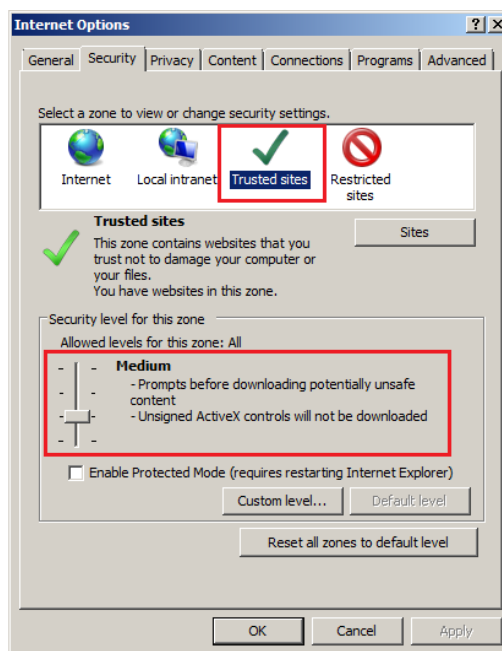 Internet Options
General Security Privacy Content Connections Programs Advanced
Select a zone to view or change security settings.
Internet Local intranet Trusted sites Restricted
sites
Trusted sites
Sites
This zone contains websites that you
trust not to damage your computer or
your files.
You have websites in this zone.
Security level for this zone
Allowed levels for this zone: All
Medium
- Prompts before downloading potentially unsafe
content
- Unsigned ActiveX controls will not be downloaded
Enable Protected Mode (requires restarting Internet Explorer)
Custom level... Default level
Reset all zones to default level
OK Cancel Apply